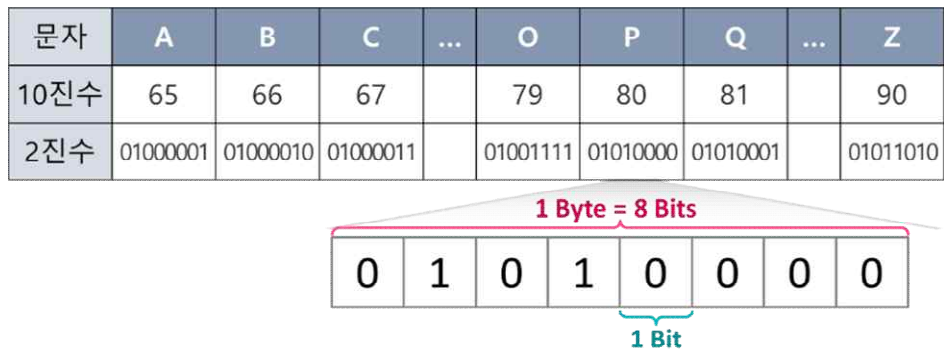 문자 A B C ... O P Q ... Z
10진수 65 66 67 79 80 81 90
2진수 01000001 01000010 01000011 01001111 01010000 01010001 01011010
1 Byte = 8 Bits
0 1 0 1 0 0 0 0
1 Bit